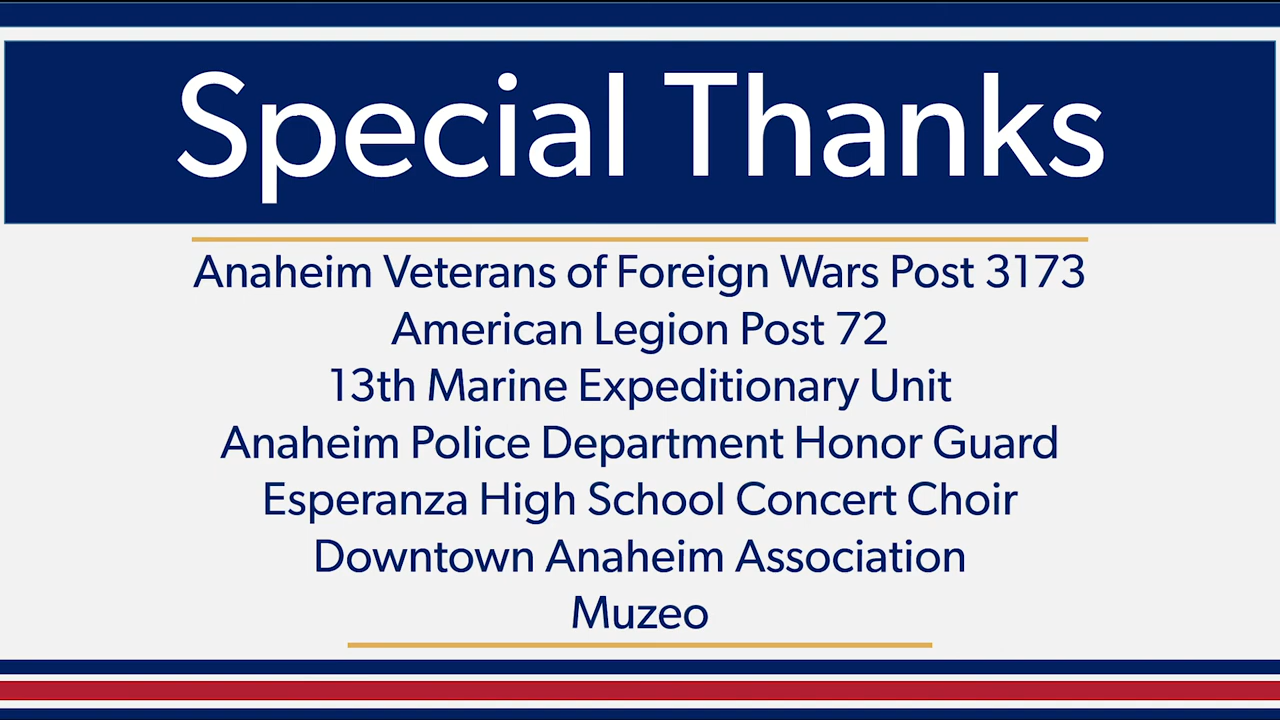 Special Thanks
Anaheim Veterans of Foreign Wars Post 3173
American Legion Post 72
13th Marine Expeditionary Unit
Anaheim Police Department Honor Guard
Esperanza High School Concert Choir
Downtown Anaheim Association
Muzeo